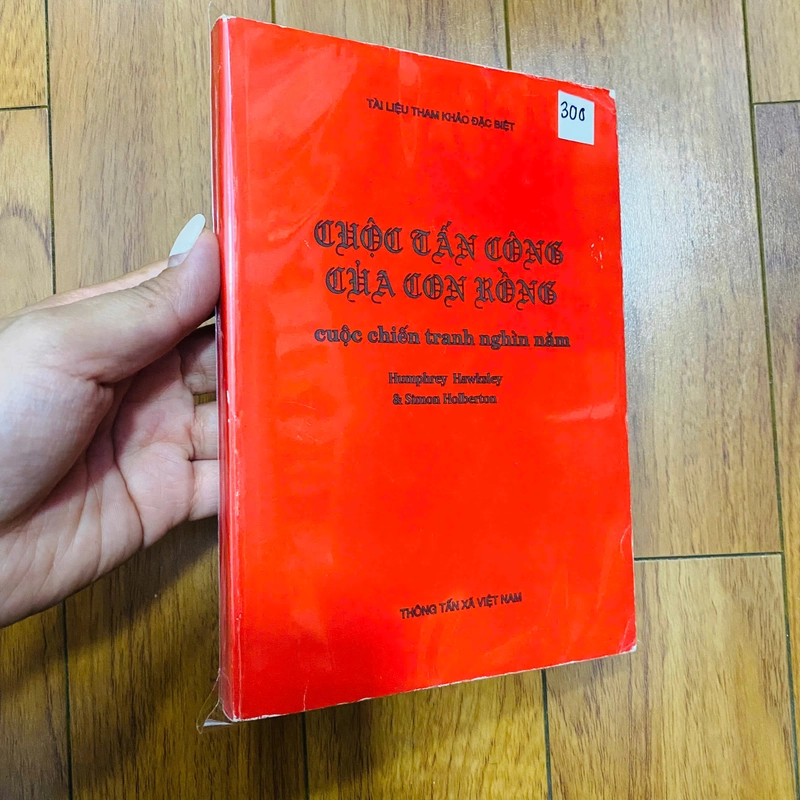 TÀI LIỆU THAM KHẢO ĐẶC BIỆT
300
CUỘC TẤN CÔNG
CỦA CON RỒNG
cuộc chiến tranh nghìn năm
Humphrey Hawksley
& Simon Holberton
THÔNG TẤN XÃ VIỆT NAM